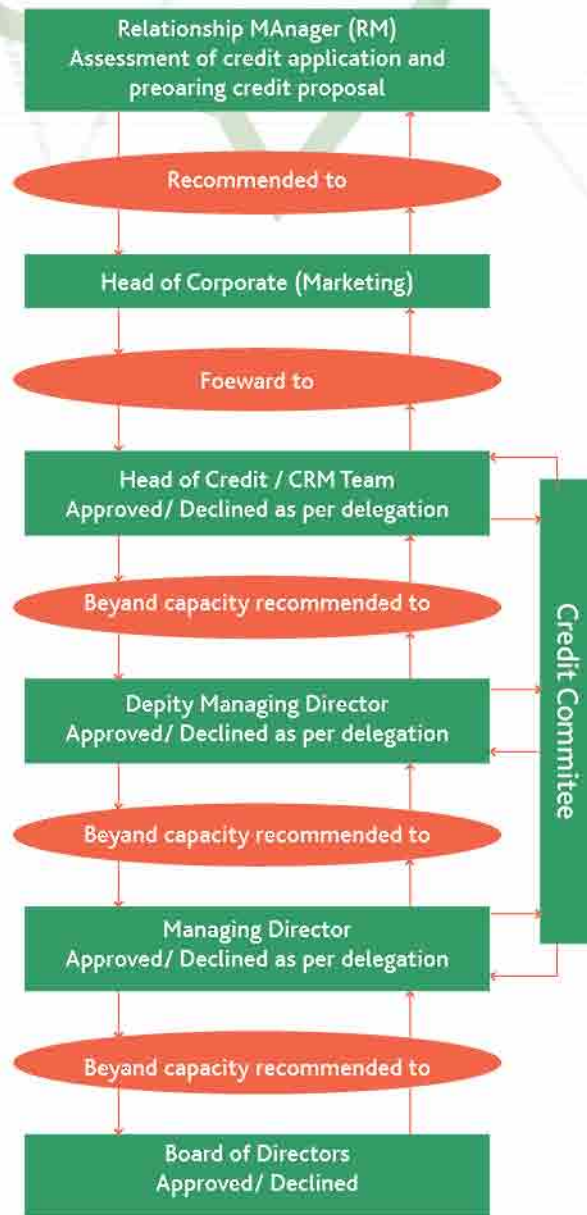 Relationship MAnager (RM)
Assessment of credit application and
preoaring credit proposal
Recommended to
Head of Corporate (Marketing)
Foeward to
Head of Credit / CRM Team
Approved/ Declined as per delegation
Beyand capacity recommended to
Depity Managing Director
Approved/ Declined as per delegation
Beyand capacity recommended to
Managing Director
Approved/ Declined as per delegation
Beyand capacity recommended to
Board of Directors
Approved/ Declined
Credit Commitee